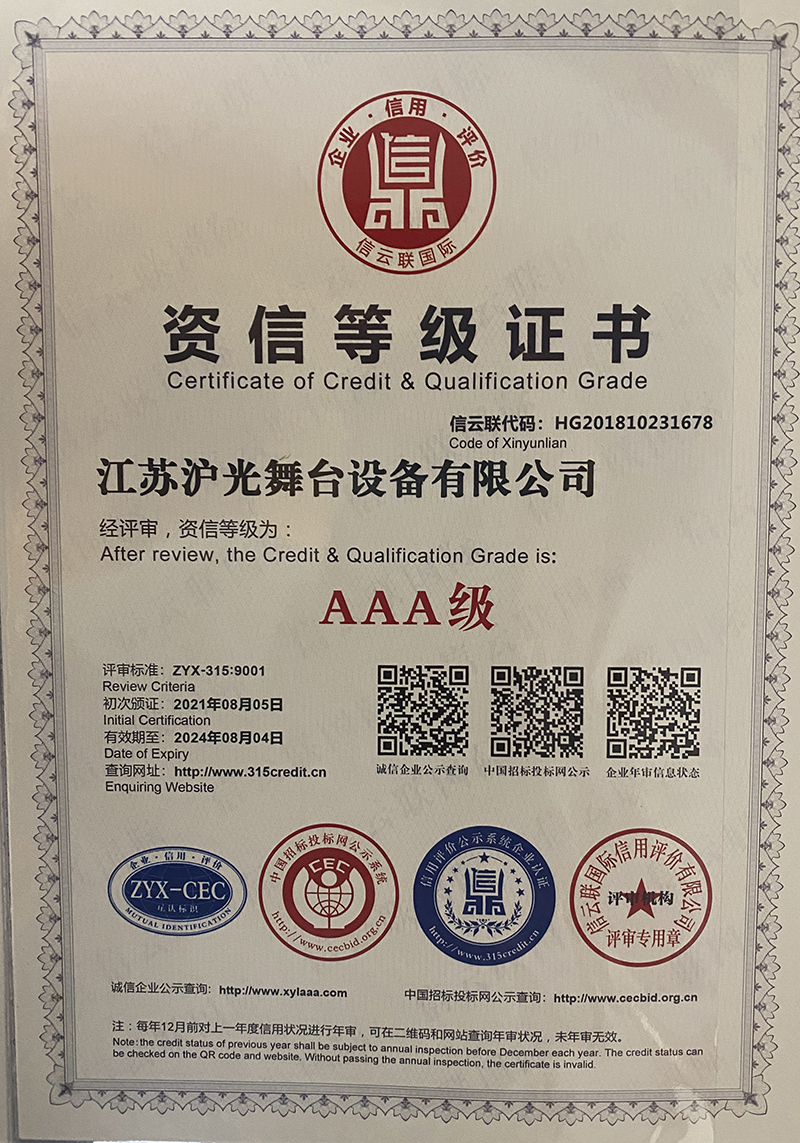 企业·信用·评价
信
信云联国际
资信等级证书
Certificate of Credit & Qualification Grade
信云联代码：HG201810231678
Code of Xinyunlian
江苏沪光舞台设备有限公司
经评审，资信等级为：
After review, the Credit & Qualification Grade is:
AAA级
评审标准：ZYX-315:9001
Review Criteria
初次颁证：2021年08月05日
Initial Certification
有效期至：2024年08月04日
Date of Expiry
查询网址：http://www.315credit.cn
Enquiring Website
诚信企业公示查询
中国招标投标网公示
企业年审信息状态
企业·信用·评价
ZYX-CEC
互认标识
MUTUAL IDENTIFICATION
中国招标投标网公示系统
CEC
http://www.cecbid.org.cn
信用评价公示系统企业认证
信
http://www.315credit.cn
信云联国际信用评价有限公司
评审机构
评审专用章
诚信企业公示查询：http://www.xylaaa.com
中国招标投标网公示查询：http://www.cecbid.org.cn
注：每年12月前对上一年度信用状况进行年审，可在二维码和网站查询年审状况，未年审无效。
Note:the credit status of previous year shall be subject to annual inspection before December each year. The credit status can
be checked on the QR code and website. Without passing the annual inspection, the certificate is invalid.